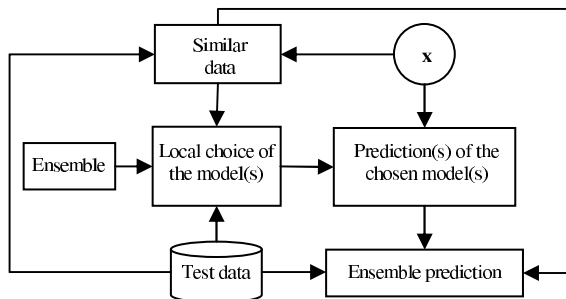 Similar
data
x
Ensemble
Local choice of
the model(s)
Prediction(s) of the
chosen model(s)
Test data
Ensemble prediction